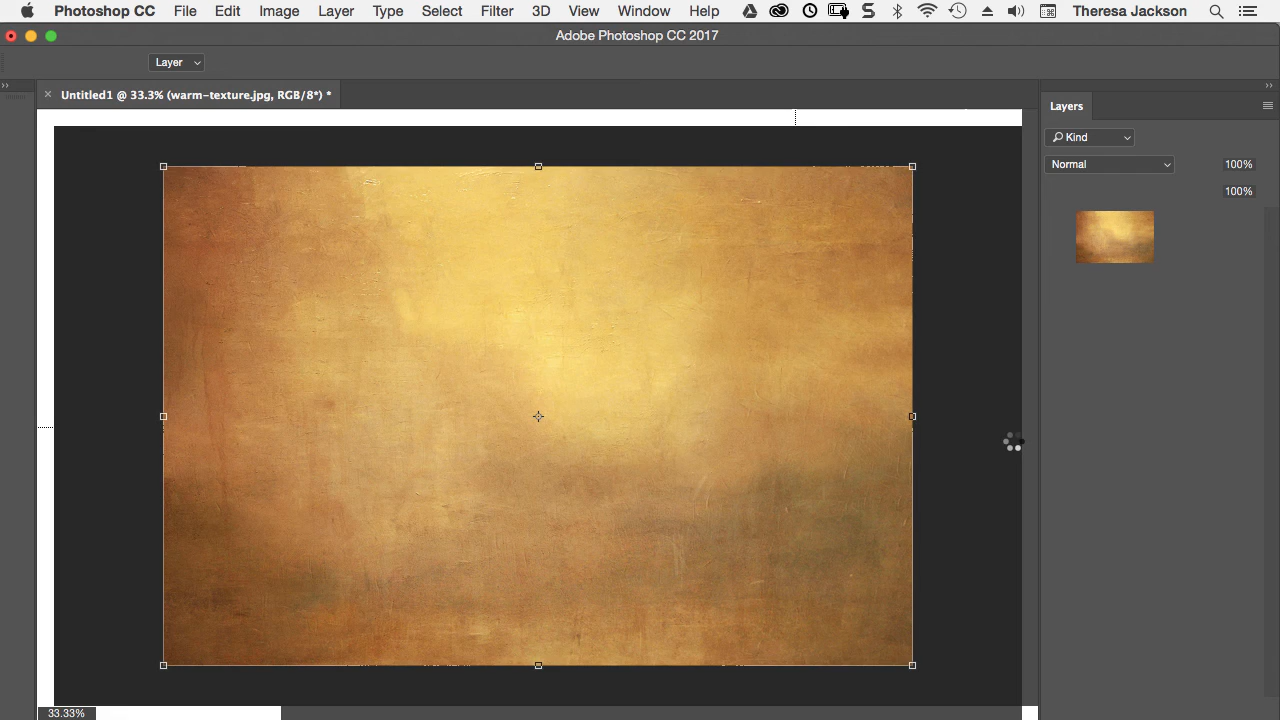 Photoshop CC File Edit Image Layer Type Select Filter 3D View Window Help Theresa Jackson
Adobe Photoshop CC 2017
Layer
Untitled1 @ 33.3% (warm-texture.jpg, RGB/8*) *
Layers
Kind
Normal 100%
100%
33.33%